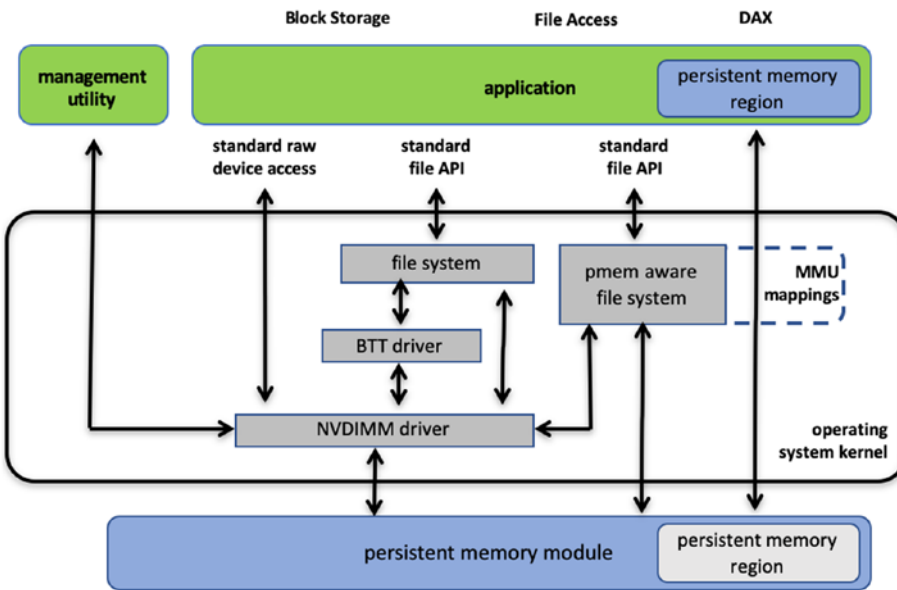 Block Storage
File Access
DAX
management
utility
application
persistent memory
region
standard raw
device access
standard
file API
standard
file API
file system
pmem aware
file system
MMU
mappings
BTT driver
NVDIMM driver
operating
system kernel
persistent memory module
persistent memory
region